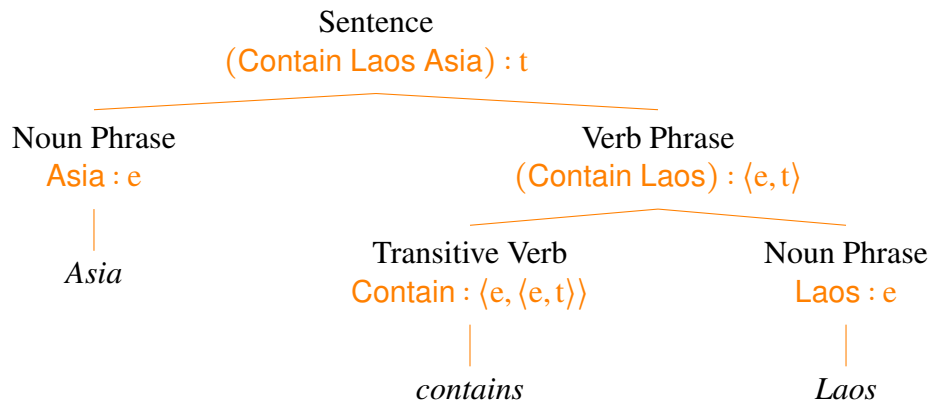 Sentence
(Contain Laos Asia) : t
Noun Phrase
Asia : e
Asia
Verb Phrase
(Contain Laos) : ⟨e, t⟩
Transitive Verb
Contain : ⟨e, ⟨e, t⟩⟩
contains
Noun Phrase
Laos : e
Laos